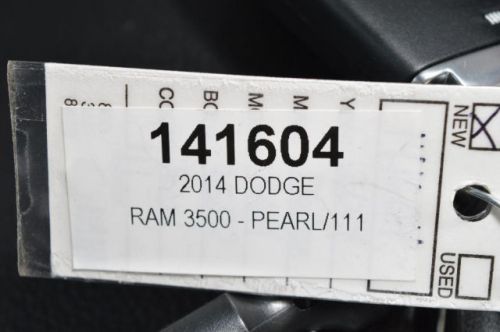 141604
2014 DODGE
RAM 3500 - PEARL/111
NEW
USED